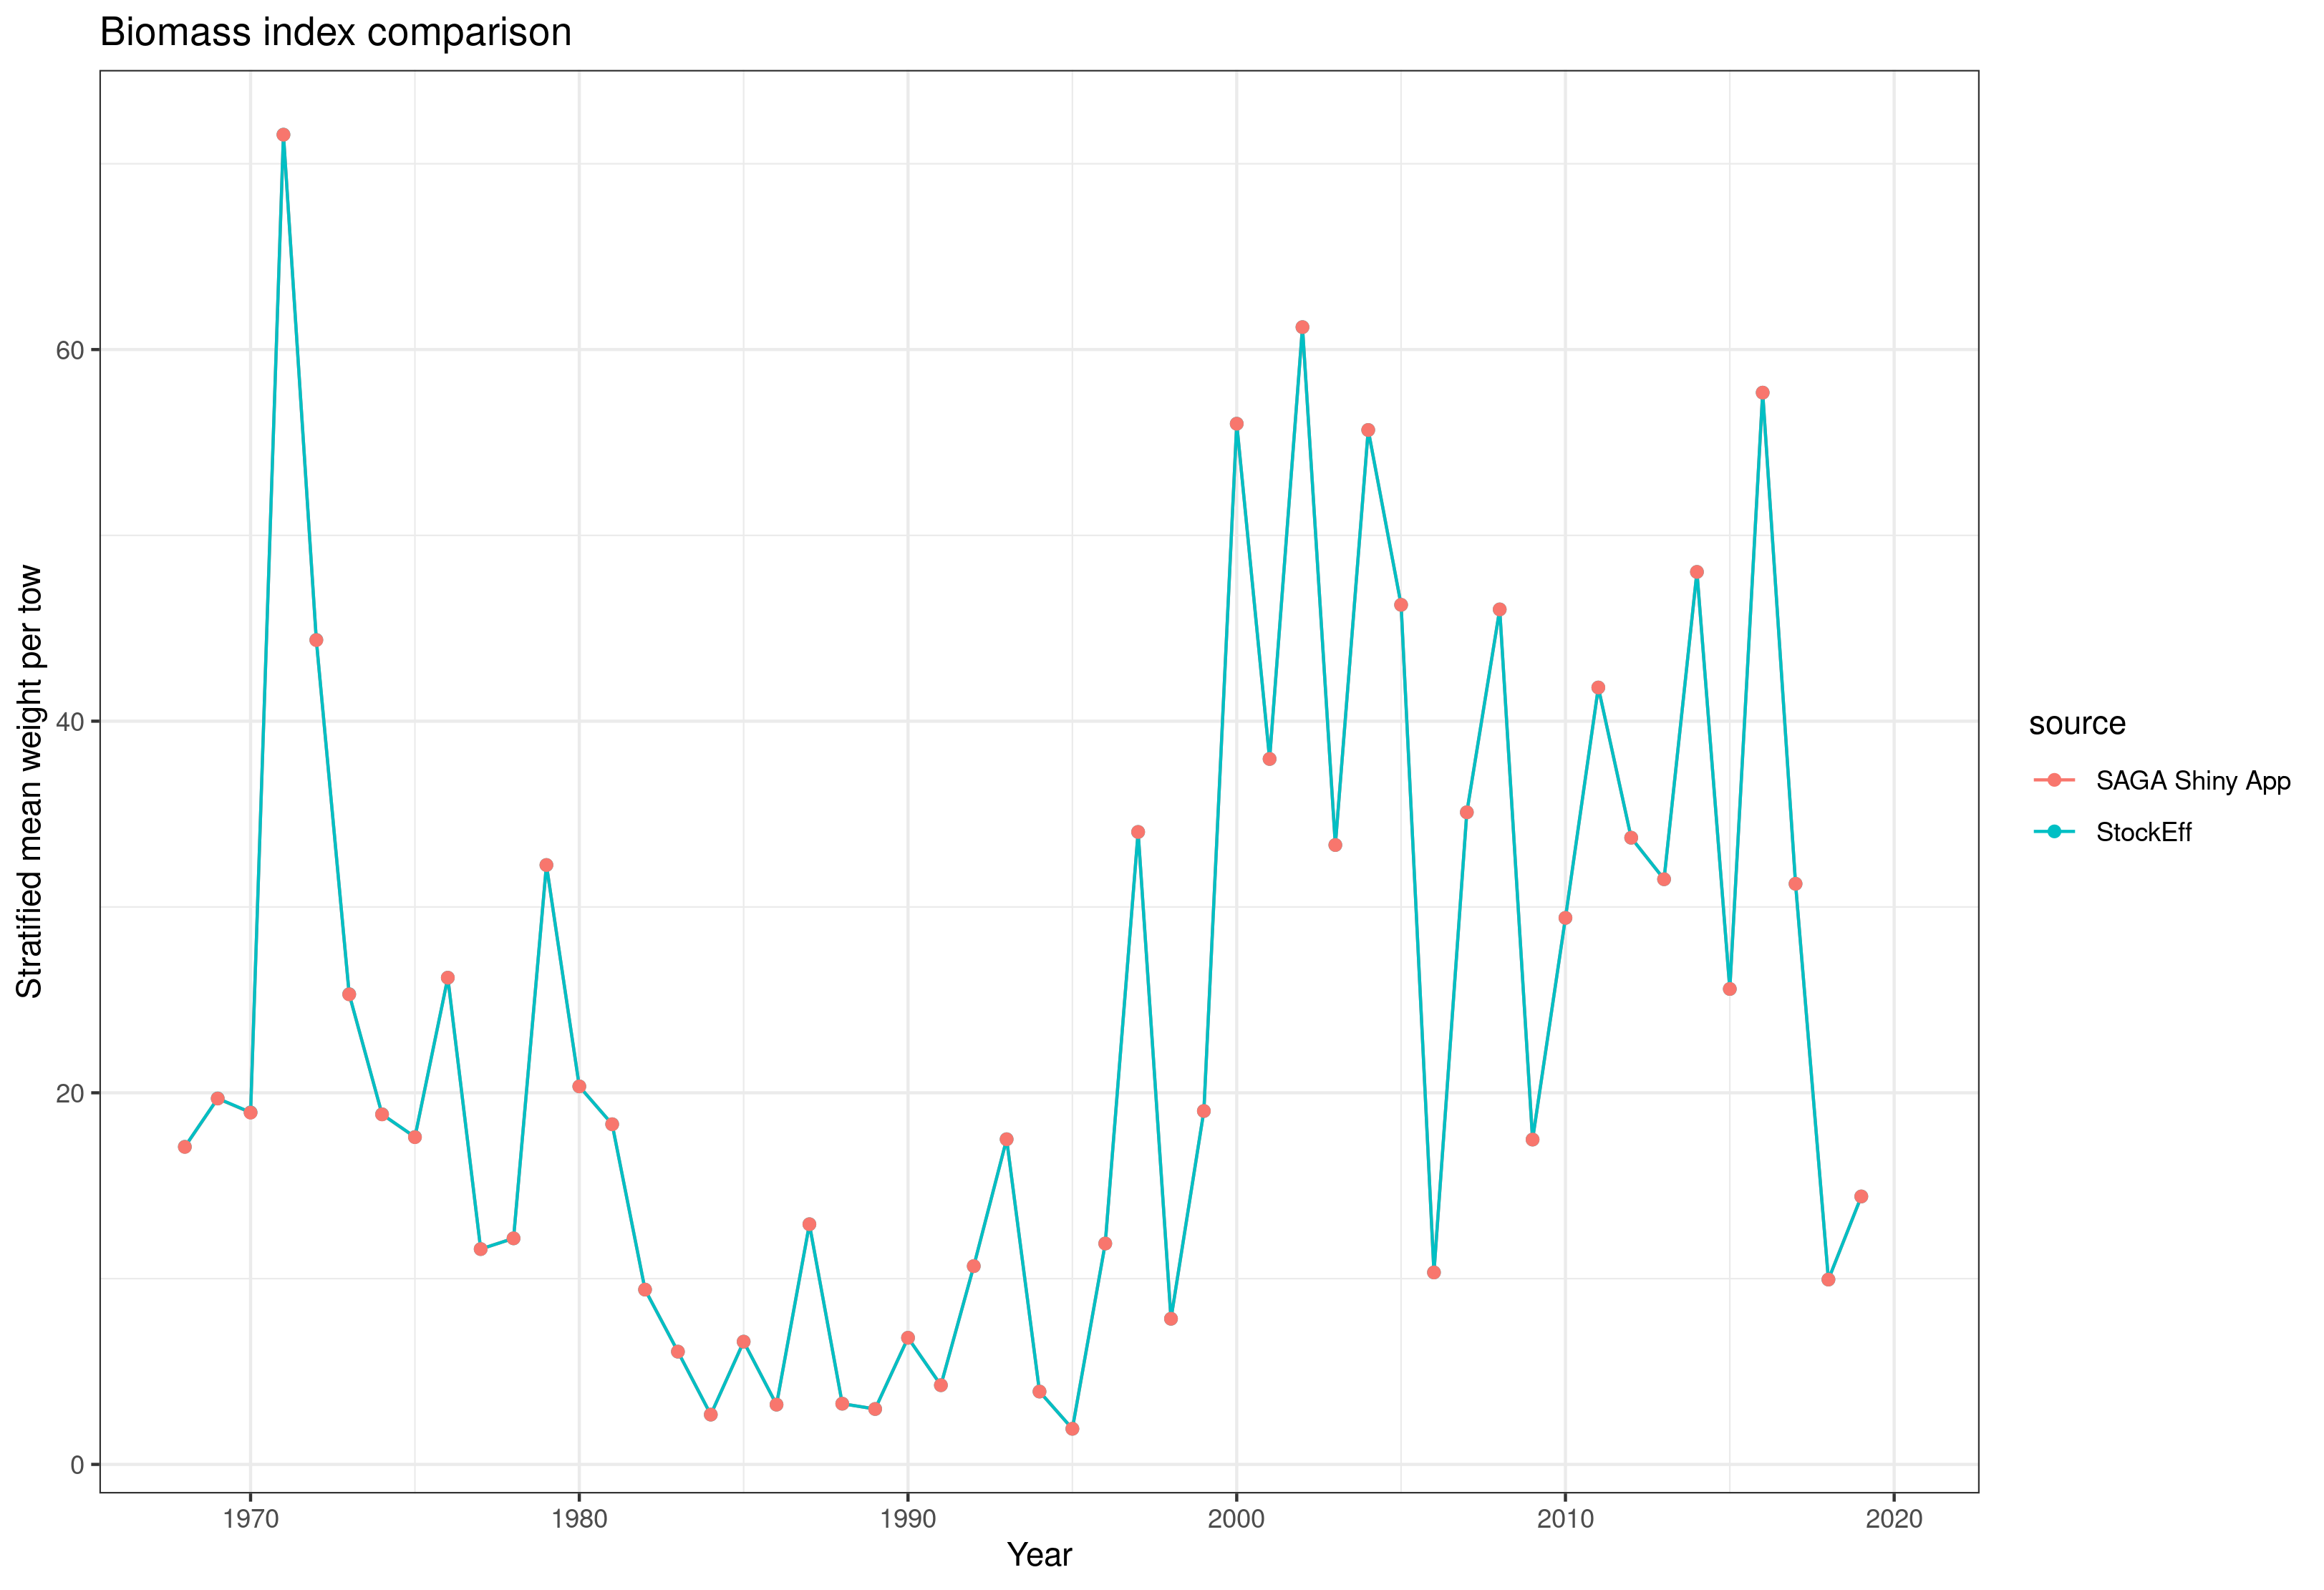 Biomass index comparison
Stratified mean weight per tow
60
40
20
0
1970
1980
1990
2000
2010
2020
Year
source
SAGA Shiny App
StockEff